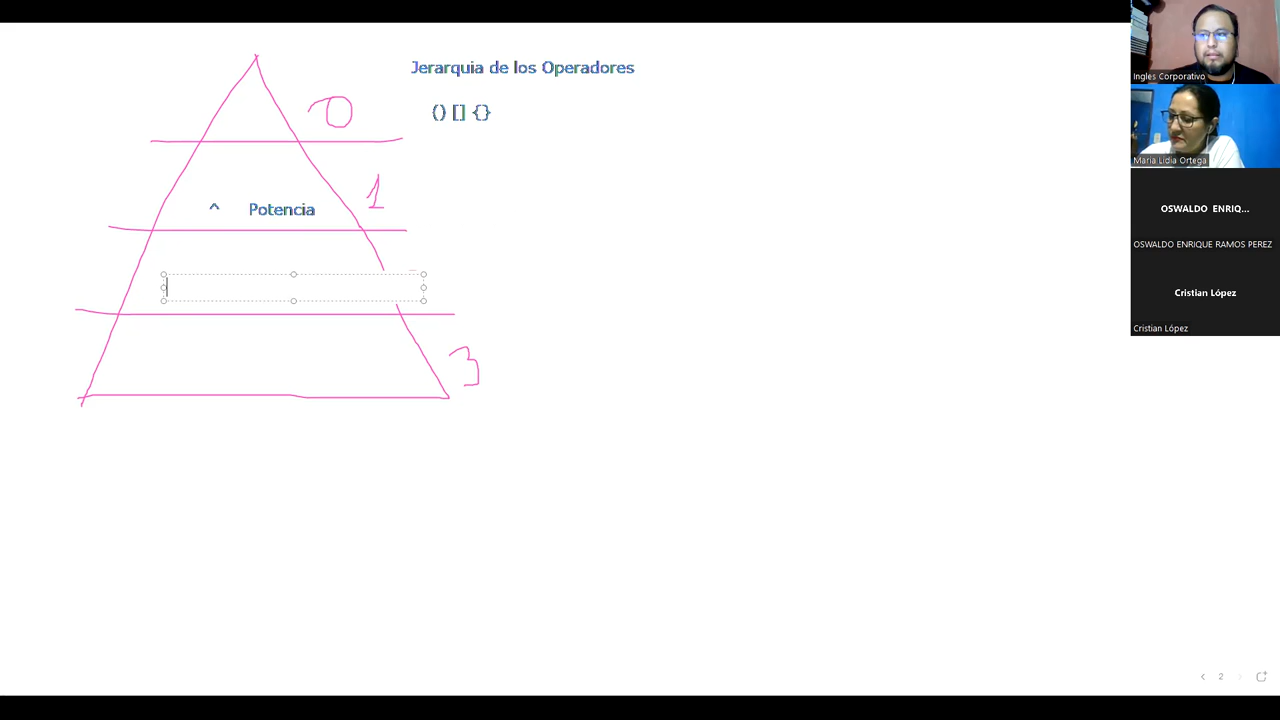 Jerarquia de los Operadores
() [] {}
0
1
^ Potencia
3
Ingles Corporativo
Maria Lidia Ortega
OSWALDO ENRIQ...
OSWALDO ENRIQUE RAMOS PEREZ
Cristian López
Cristian López
2